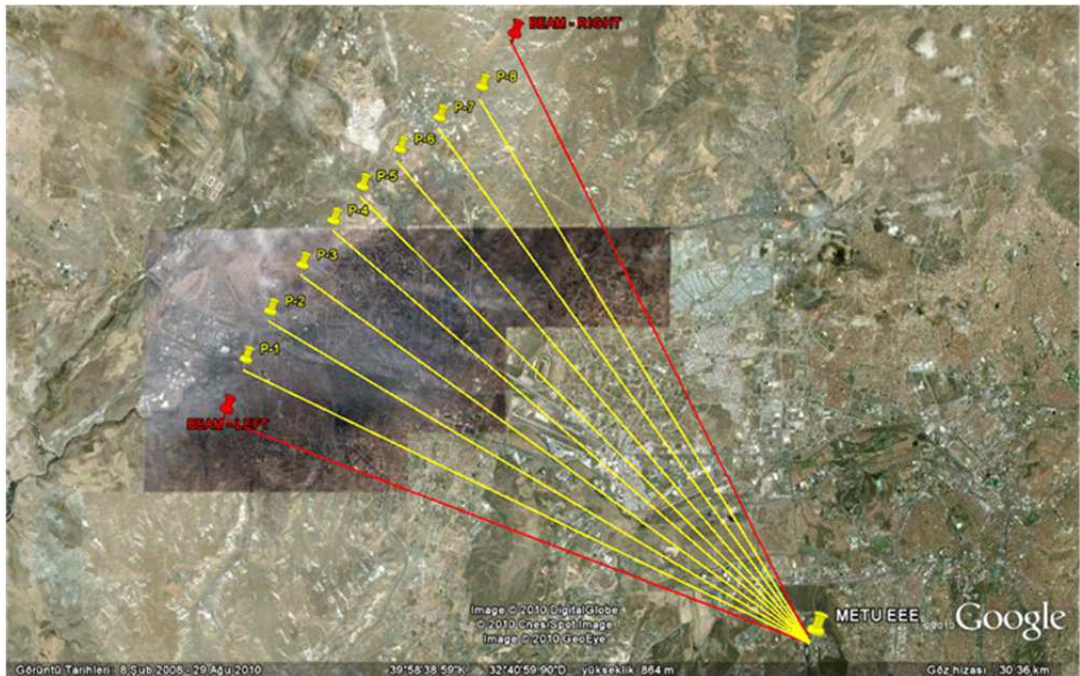 BEAM - RIGHT
P-8
P-7
P-6
P-5
P-4
P-3
P-2
P-1
BEAM - LEFT
METU EEE
©2010 Google
Image © 2010 DigitalGlobe
© 2010 Cnes/Spot Image
Image © 2010 GeoEye
Görüntü Tarihleri : 8 Şub 2008 - 29 Ağu 2010 39°58'38.59"K 32°40'59.90"D yükseklik 864 m Göz hizası : 30.36 km